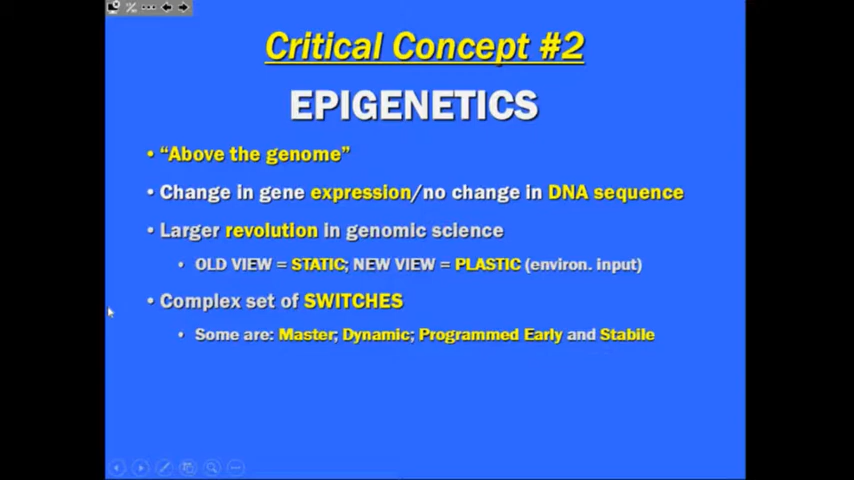 Critical Concept #2
EPIGENETICS
• “Above the genome”
• Change in gene expression/no change in DNA sequence
• Larger revolution in genomic science
• OLD VIEW = STATIC; NEW VIEW = PLASTIC (environ. input)
• Complex set of SWITCHES
• Some are: Master; Dynamic; Programmed Early and Stabile